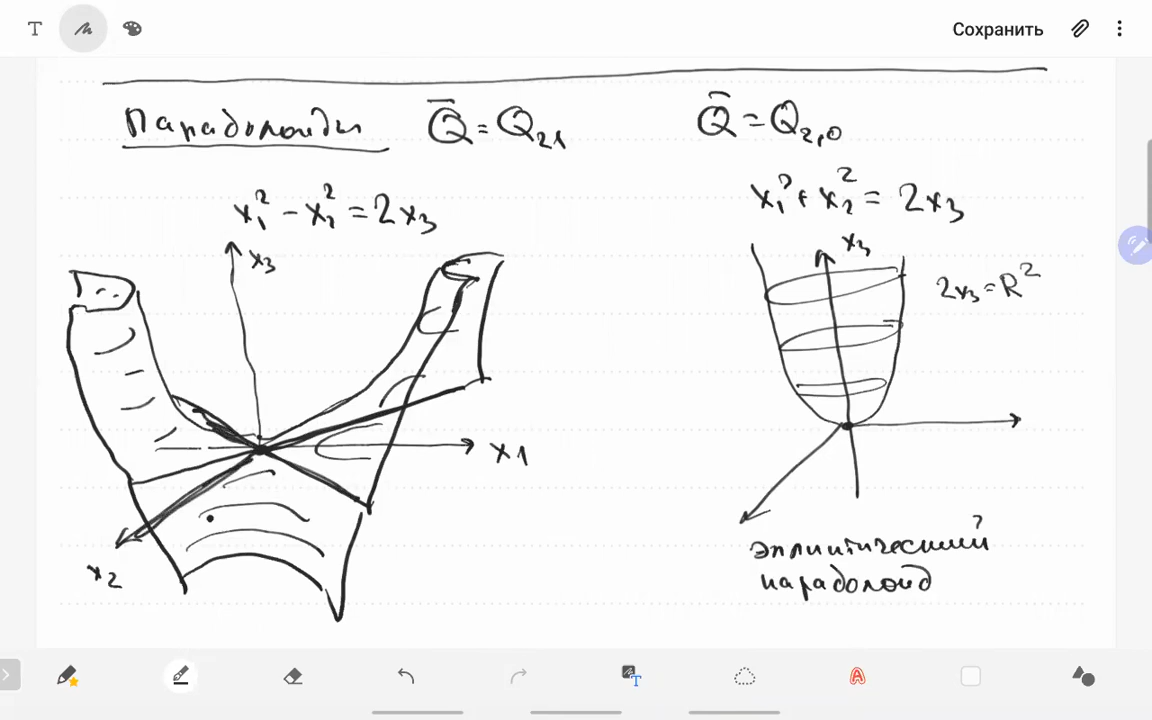 T Сохранить
Параболоиды Q̄ = Q₂₁ Q̄ = Q₂,₀
x₁² − x₂² = 2x₃
x₁² + x₂² = 2x₃
x₃
x₃
2x₃ = R²
x₁
x₂
эллиптический
параболоид
T
A